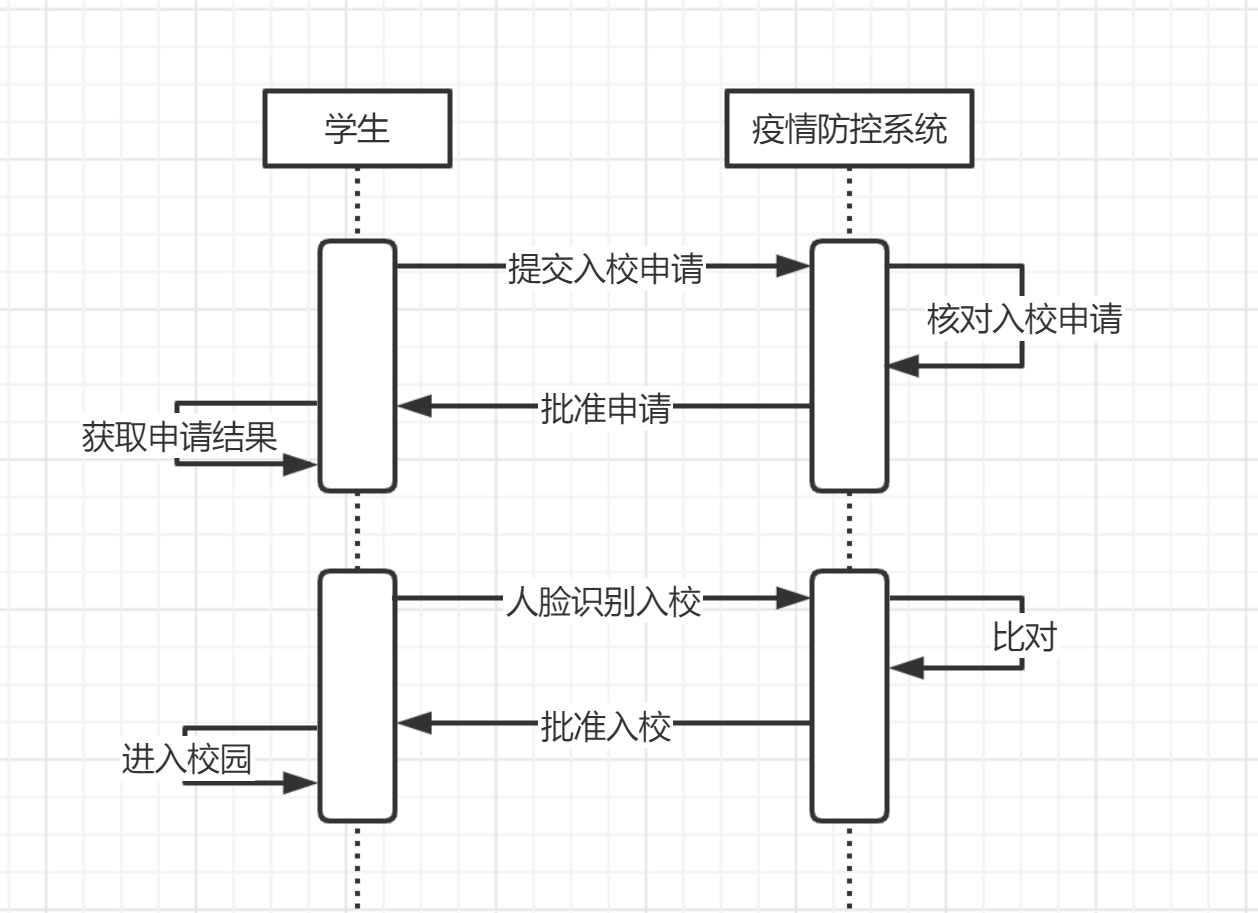 学生
疫情防控系统
提交入校申请
核对入校申请
批准申请
获取申请结果
人脸识别入校
比对
批准入校
进入校园